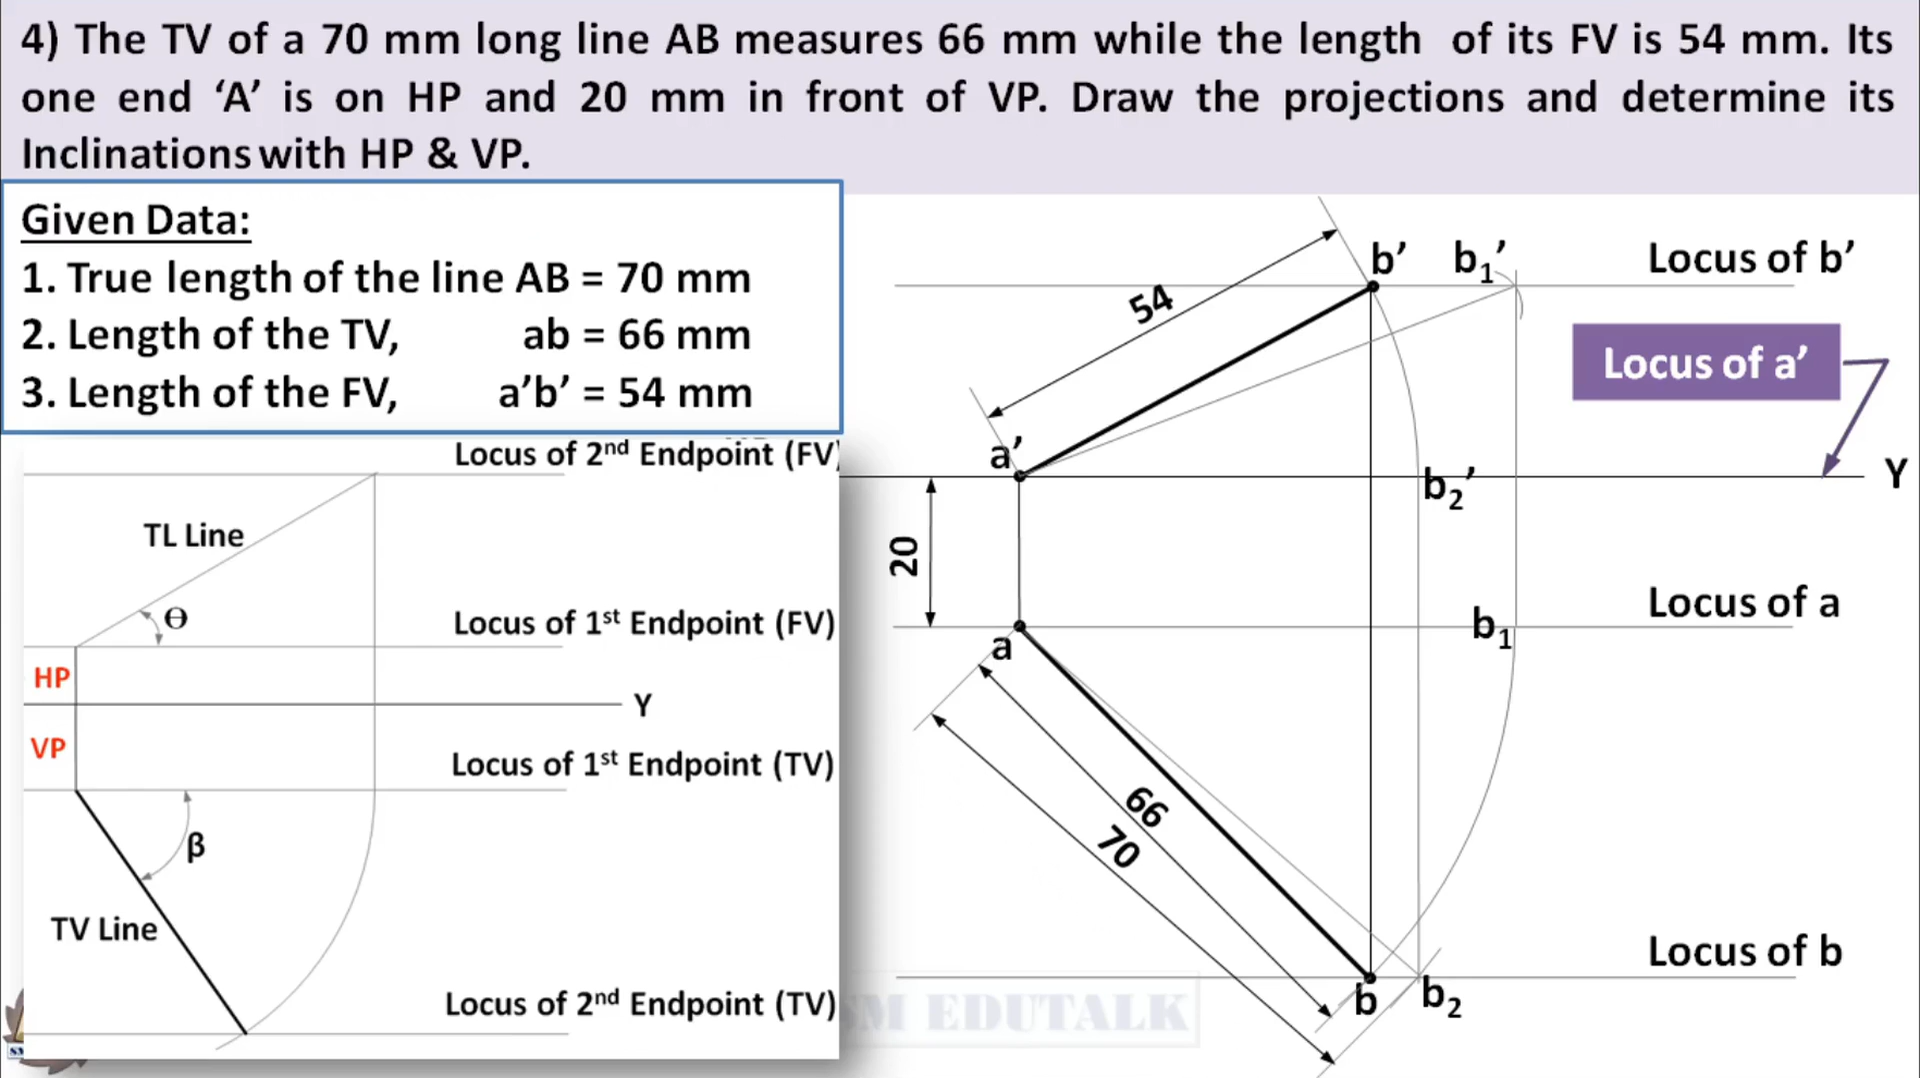 4) The TV of a 70 mm long line AB measures 66 mm while the length of its FV is 54 mm. Its
one end ‘A’ is on HP and 20 mm in front of VP. Draw the projections and determine its
Inclinations with HP & VP.
Given Data:
1. True length of the line AB = 70 mm
2. Length of the TV, ab = 66 mm
3. Length of the FV, a’b’ = 54 mm
Locus of 2nd Endpoint (FV)
TL Line
Θ
Locus of 1st Endpoint (FV)
HP
Y
VP
Locus of 1st Endpoint (TV)
β
TV Line
Locus of 2nd Endpoint (TV)
b’
b1’
Locus of b’
54
Locus of a’
a’
b2’
Y
20
Locus of a
b1
a
66
70
Locus of b
b
b2
SM EDUTALK